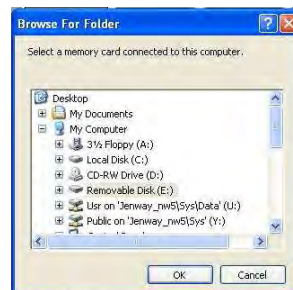 Browse For Folder
Select a memory card connected to this computer.
Desktop
My Documents
My Computer
3½ Floppy (A:)
Local Disk (C:)
CD-RW Drive (D:)
Removable Disk (E:)
Usr on 'Jenway_nw5\Sys\Data' (U:)
Public on 'Jenway_nw5\Sys' (Y:)
OK
Cancel